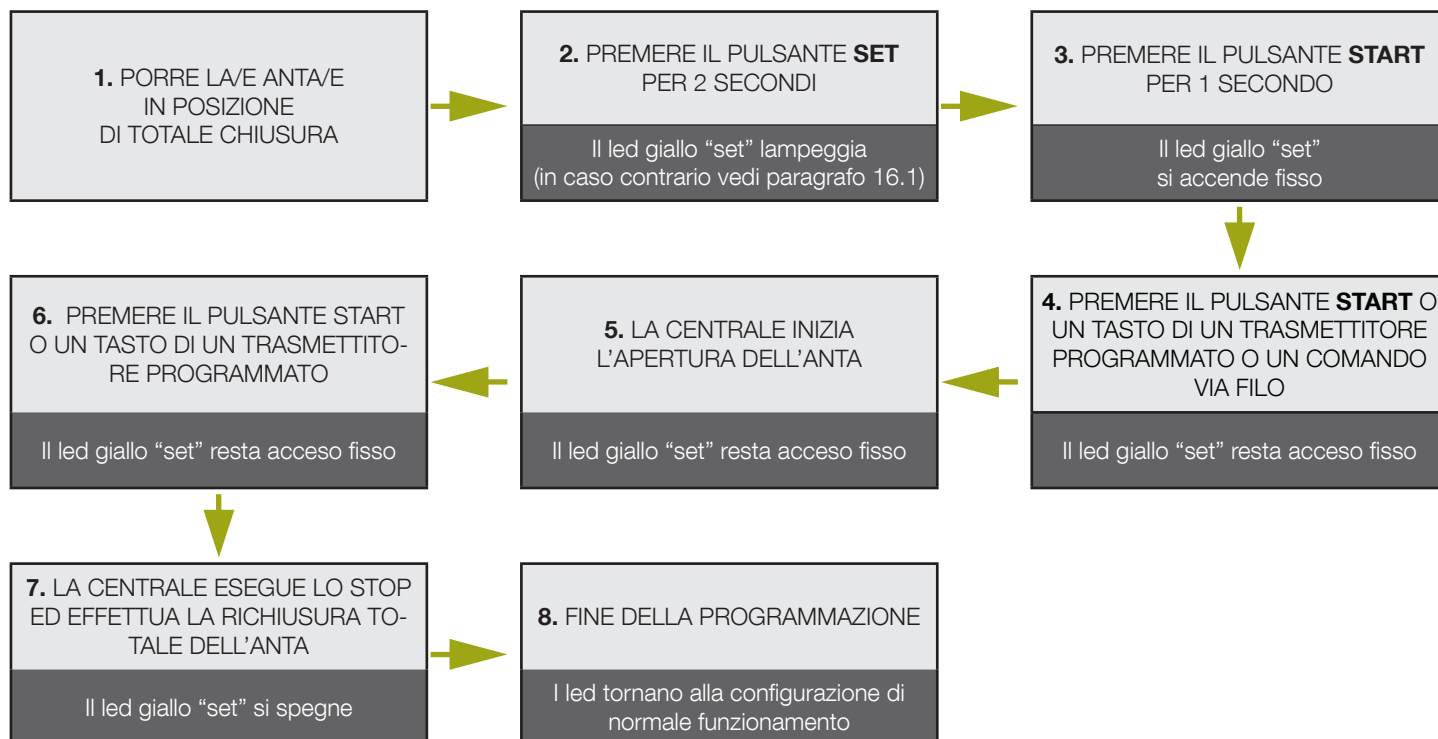 1. PORRE LA/E ANTA/E
IN POSIZIONE
DI TOTALE CHIUSURA
2. PREMERE IL PULSANTE SET
PER 2 SECONDI
Il led giallo “set” lampeggia
(in caso contrario vedi paragrafo 16.1)
3. PREMERE IL PULSANTE START
PER 1 SECONDO
Il led giallo “set”
si accende fisso
4. PREMERE IL PULSANTE START O
UN TASTO DI UN TRASMETTITORE
PROGRAMMATO O UN COMANDO
VIA FILO
Il led giallo “set” resta acceso fisso
5. LA CENTRALE INIZIA
L’APERTURA DELL’ANTA
Il led giallo “set” resta acceso fisso
6. PREMERE IL PULSANTE START
O UN TASTO DI UN TRASMETTITO-
RE PROGRAMMATO
Il led giallo “set” resta acceso fisso
7. LA CENTRALE ESEGUE LO STOP
ED EFFETTUA LA RICHIUSURA TO-
TALE DELL’ANTA
Il led giallo “set” si spegne
8. FINE DELLA PROGRAMMAZIONE
I led tornano alla configurazione di
normale funzionamento